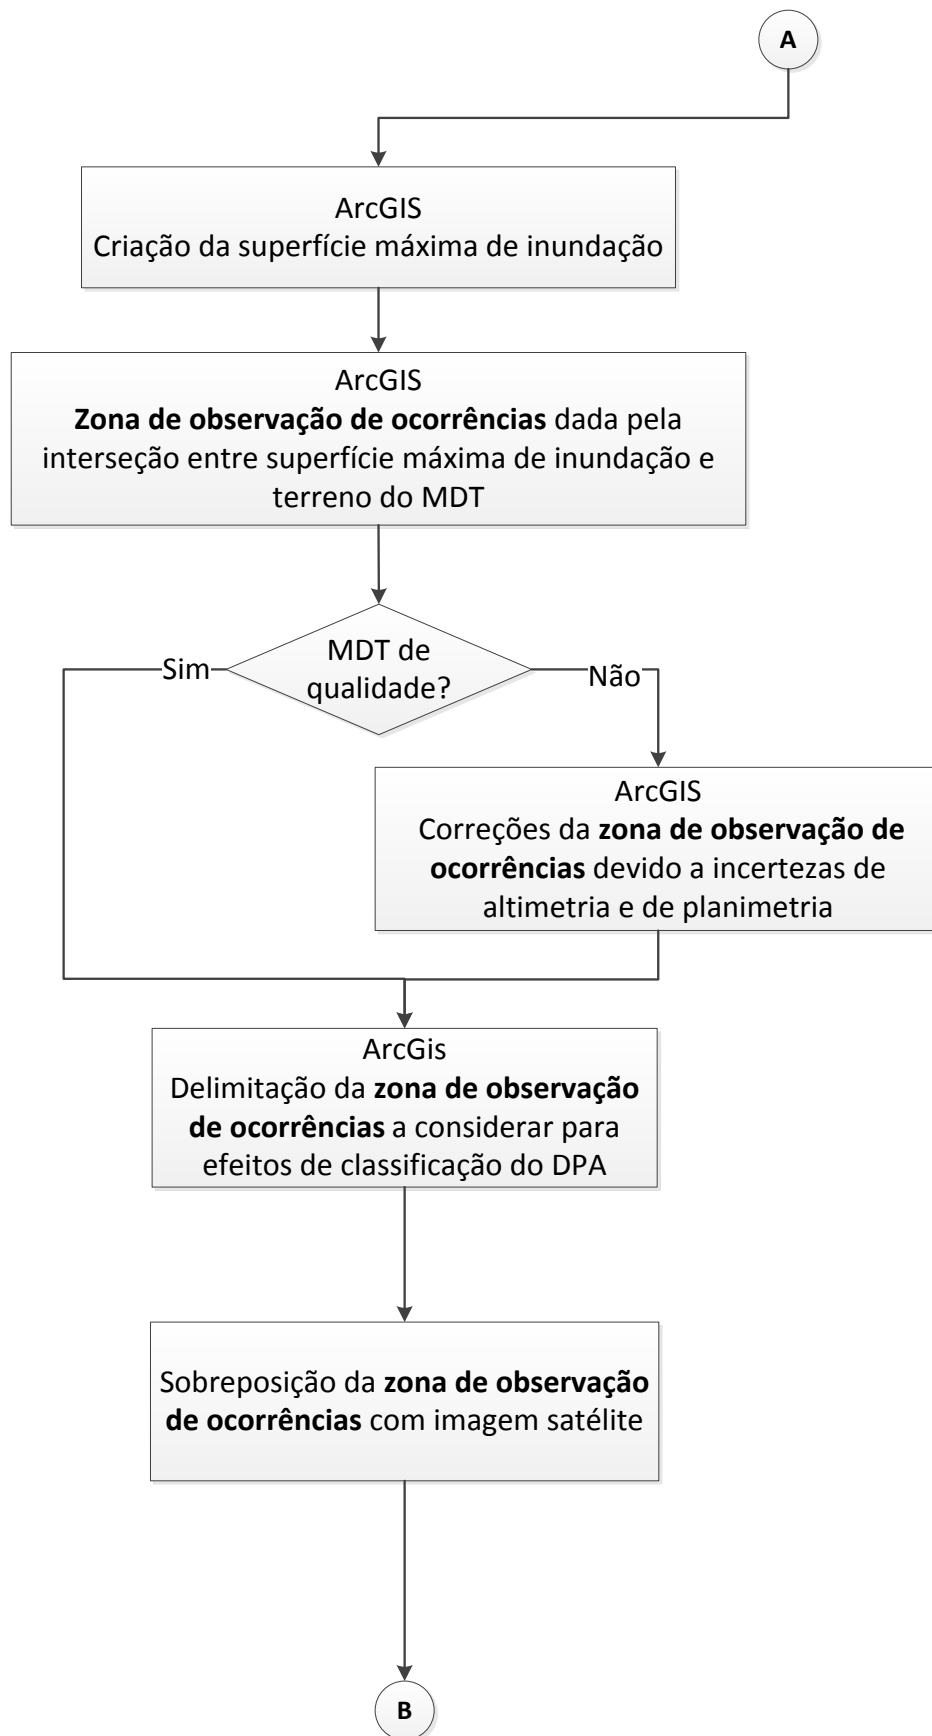 A
ArcGIS
Criação da superfície máxima de inundação
ArcGIS
Zona de observação de ocorrências dada pela
interseção entre superfície máxima de inundação e
terreno do MDT
MDT de
qualidade?
Sim
Não
ArcGIS
Correções da zona de observação de
ocorrências devido a incertezas de
altimetria e de planimetria
ArcGis
Delimitação da zona de observação
de ocorrências a considerar para
efeitos de classificação do DPA
Sobreposição da zona de observação
de ocorrências com imagem satélite
B